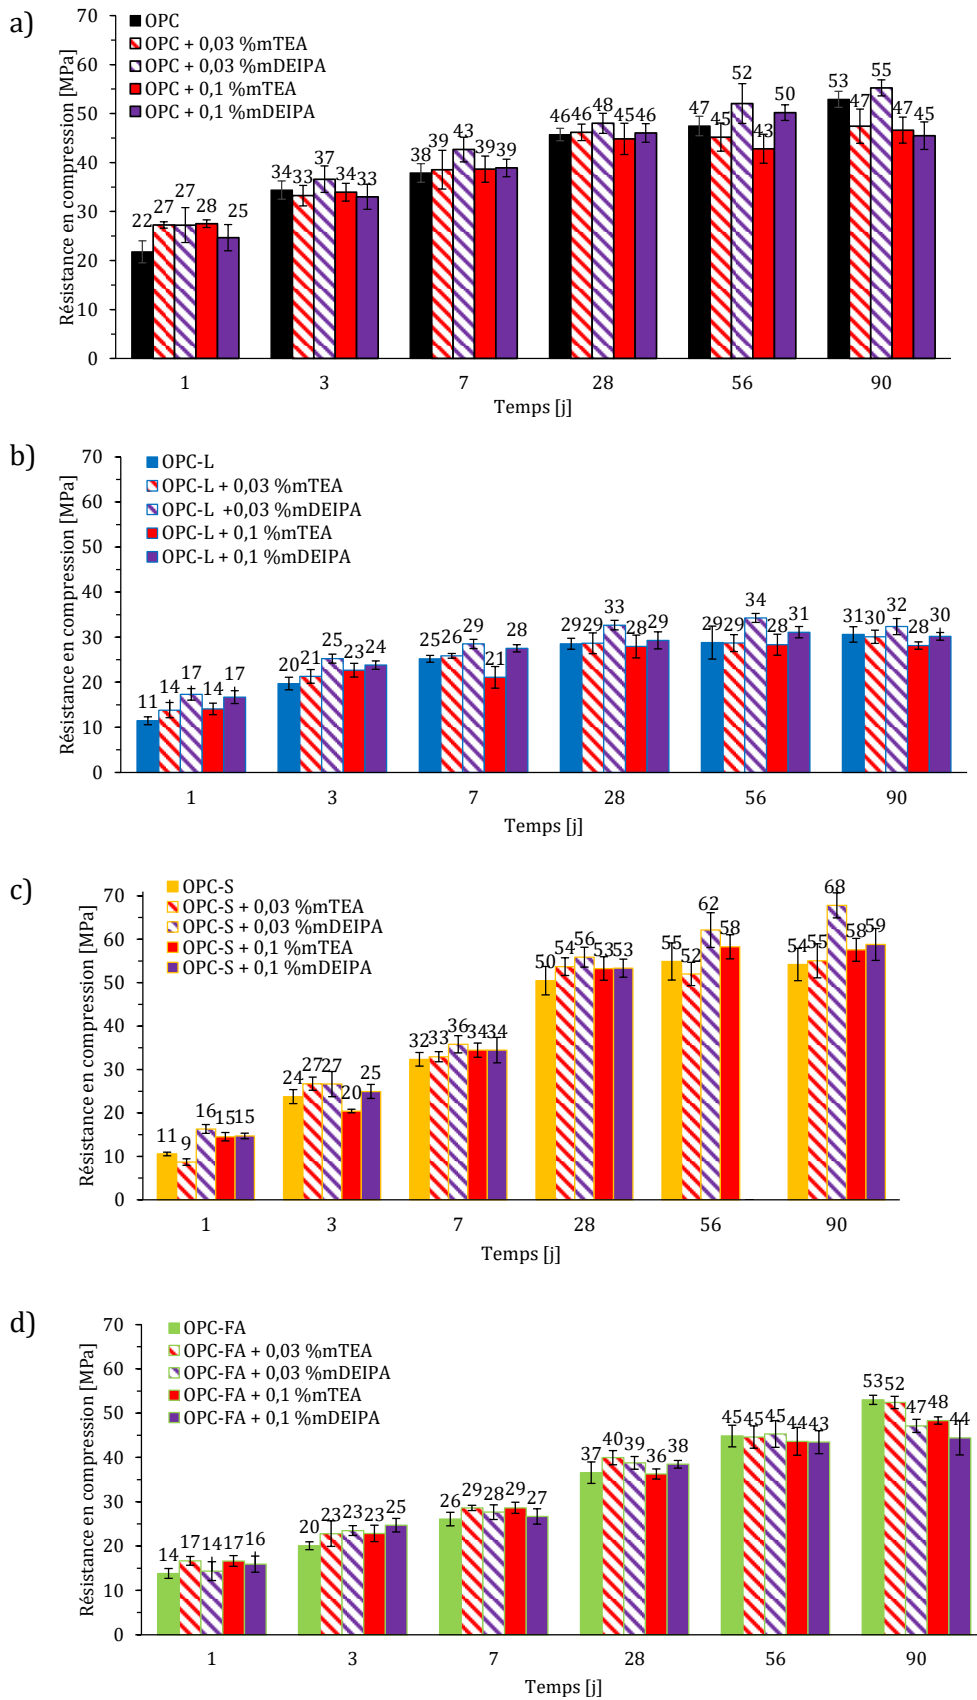 a)
Résistance en compression [MPa]
70
60
50
40
30
20
10
0
OPC
OPC + 0,03 %mTEA
OPC + 0,03 %mDEIPA
OPC + 0,1 %mTEA
OPC + 0,1 %mDEIPA
22 27 27 28 25
34 33 37 34 33
38 39 43 39 39
46 46 48 45 46
47 45 52 43 50
53 47 55 47 45
1 3 7 28 56 90
Temps [j]
b)
Résistance en compression [MPa]
70
60
50
40
30
20
10
0
OPC-L
OPC-L + 0,03 %mTEA
OPC-L +0,03 %mDEIPA
OPC-L + 0,1 %mTEA
OPC-L + 0,1 %mDEIPA
11 14 17 14 17
20 21 25 23 24
25 26 29 21 28
29 29 33 28 29
29 29 34 28 31
31 30 32 28 30
1 3 7 28 56 90
Temps [j]
c)
Résistance en compression [MPa]
70
60
50
40
30
20
10
0
OPC-S
OPC-S + 0,03 %mTEA
OPC-S + 0,03 %mDEIPA
OPC-S + 0,1 %mTEA
OPC-S + 0,1 %mDEIPA
11 9 16 15 15
24 27 27 20 25
32 33 36 34 34
50 54 56 53 53
55 52 62 58
54 55 68 58 59
1 3 7 28 56 90
Temps [j]
d)
Résistance en compression [MPa]
70
60
50
40
30
20
10
0
OPC-FA
OPC-FA + 0,03 %mTEA
OPC-FA + 0,03 %mDEIPA
OPC-FA + 0,1 %mTEA
OPC-FA + 0,1 %mDEIPA
14 17 14 17 16
20 23 23 23 25
26 29 28 29 27
37 40 39 36 38
45 45 45 44 43
53 52 47 48 44
1 3 7 28 56 90
Temps [j]